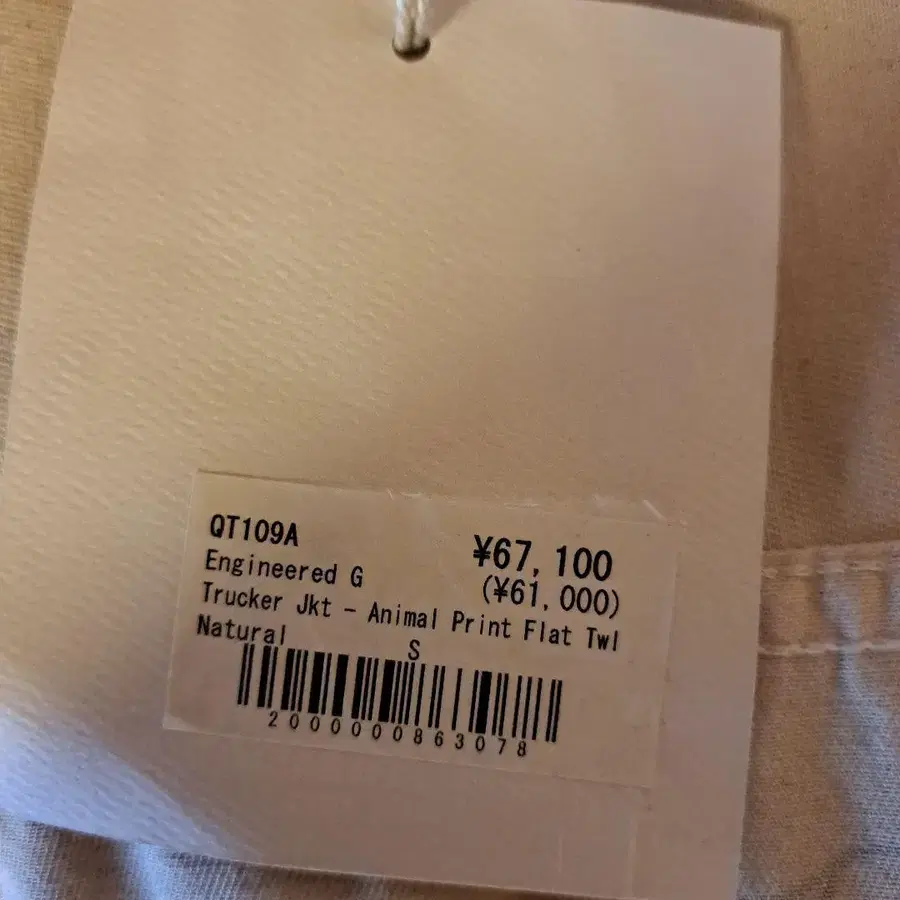 QT109A
¥67,100
Engineered G
(¥61,000)
Trucker Jkt - Animal Print Flat Twl
Natural
S
2000000863078